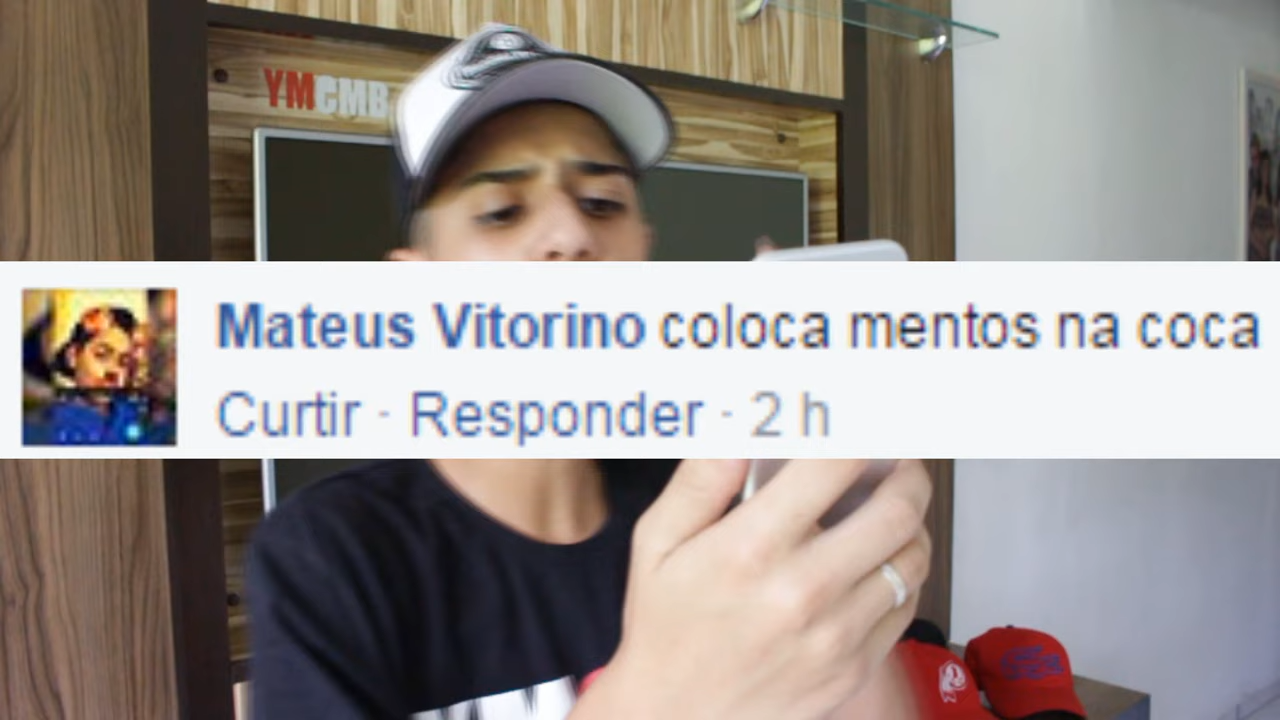 YMCMB
Mateus Vitorino coloca mentos na coca
Curtir · Responder · 2 h